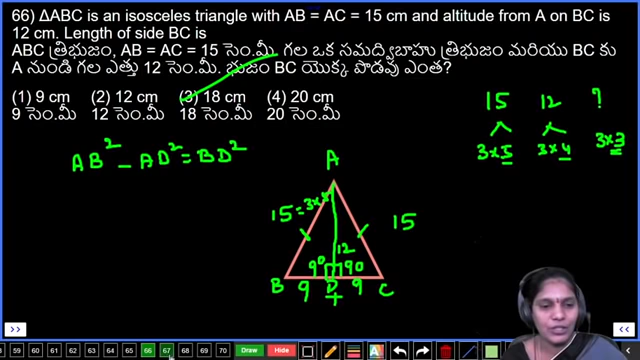 66) ΔABC is an isosceles triangle with AB = AC = 15 cm and altitude from A on BC is
12 cm. Length of side BC is
ABC త్రిభుజం, AB = AC = 15 సెం.మీ. గల ఒక సమద్విబాహు త్రిభుజం మరియు BC కు
A నుండి గల ఎత్తు 12 సెం.మీ. భుజం BC యొక్క పొడవు ఎంత?
(1) 9 cm (2) 12 cm (3) 18 cm (4) 20 cm
9 సెం.మీ 12 సెం.మీ. 18 సెం.మీ 20 సెం.మీ
15 12 ?
3×5 3×4 3×3
AB² - AD² = BD²
A
15=3×5 15
12
90 90
B 9 D 9 C
>> 61 62 63 64 65 66 67 68 69 70 Draw Hide >>